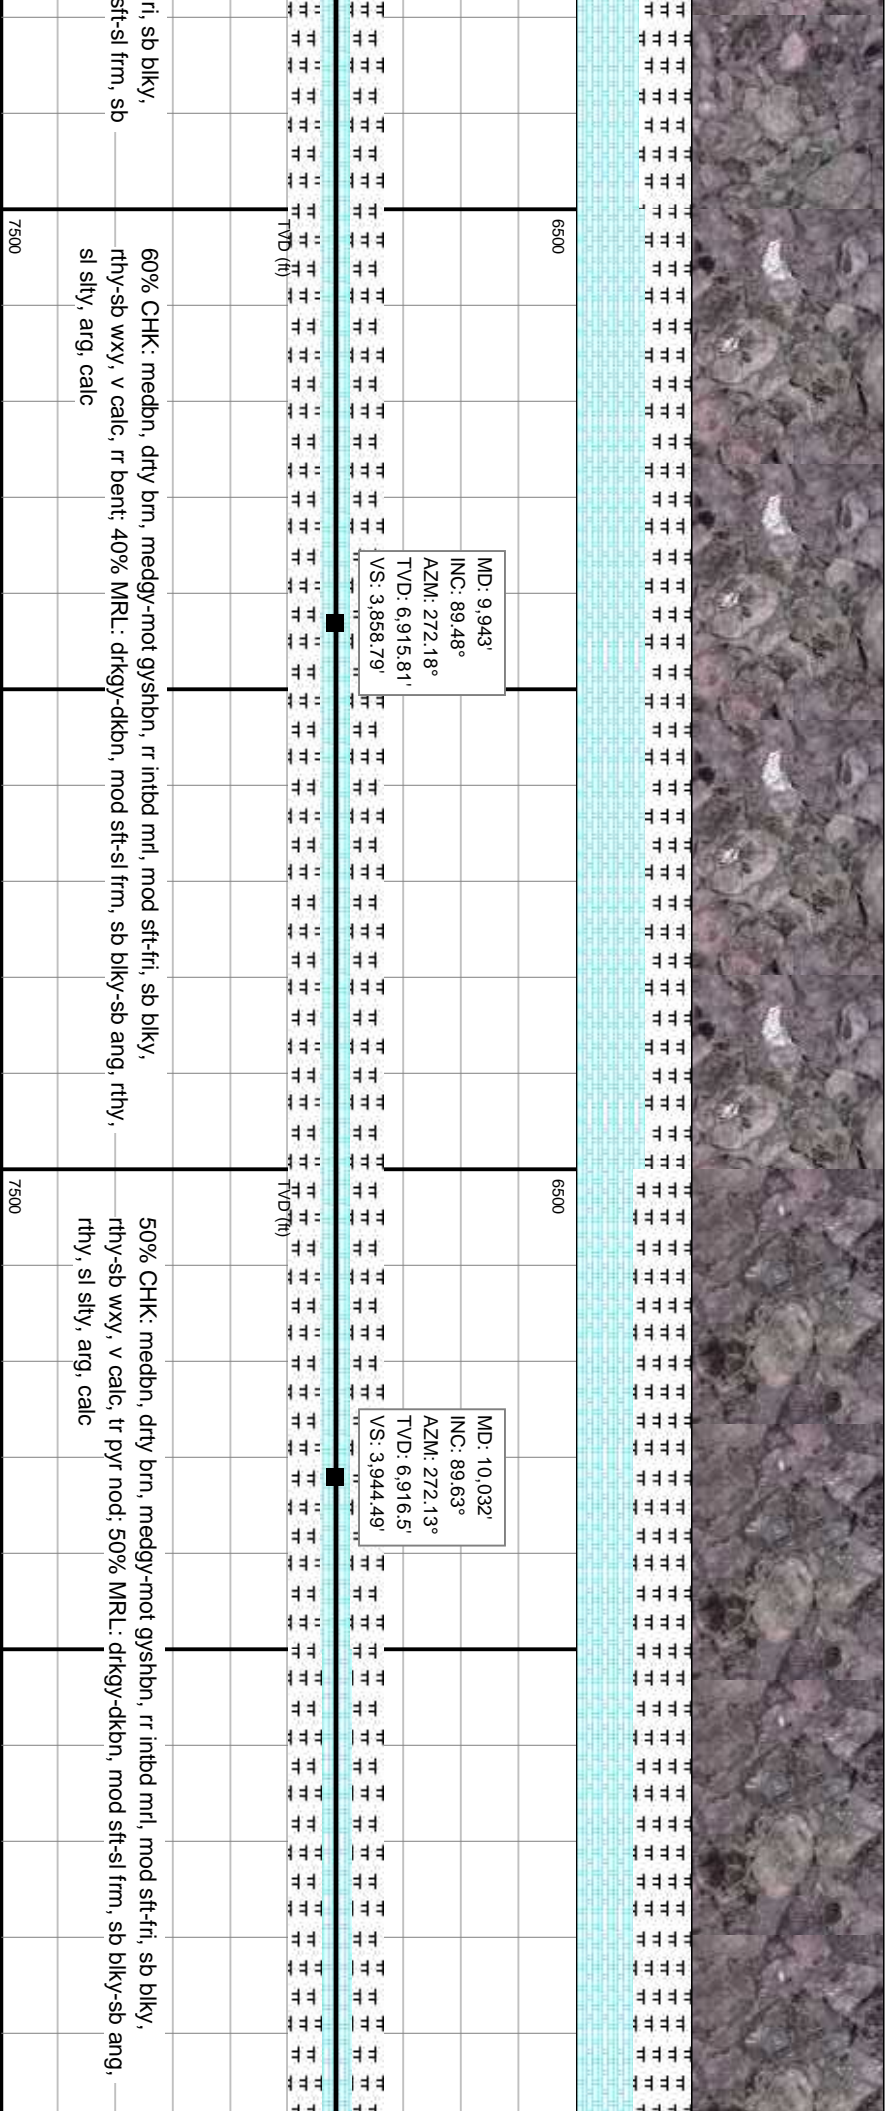 ri, sb blky,
sft-sl frm, sb
6500
TVD (ft)
7500
60% CHK: medbn, drty brn, medgy-mot gyshbn, rr intbd mrl, mod sft-fri, sb blky,
rthy-sb wxy, v calc, rr bent; 40% MRL: drkgy-dkbn, mod sft-sl frm, sb blky-sb ang, rthy,
sl slty, arg, calc
MD: 9,943'
INC: 89.48°
AZM: 272.18°
TVD: 6,915.81'
VS: 3,858.79'
6500
TVD (ft)
7500
50% CHK: medbn, drty brn, medgy-mot gyshbn, rr intbd mrl, mod sft-fri, sb blky,
rthy-sb wxy, v calc, tr pyr nod; 50% MRL: drkgy-dkbn, mod sft-sl frm, sb blky-sb ang,
rthy, sl slty, arg, calc
MD: 10,032'
INC: 89.63°
AZM: 272.13°
TVD: 6,916.5'
VS: 3,944.49'